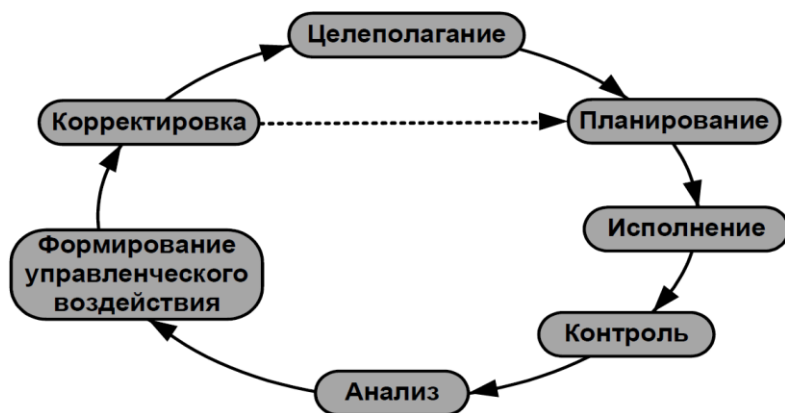 Целеполагание
Корректировка
Планирование
Исполнение
Формирование
управленческого
воздействия
Контроль
Анализ